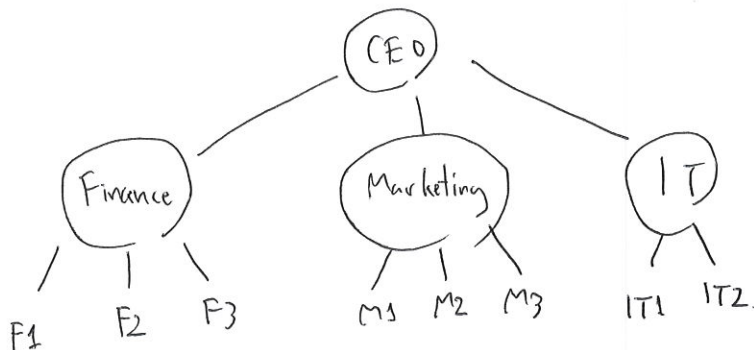 CEO
Finance
Marketing
IT
F1
F2
F3
M1
M2
M3
IT1
IT2